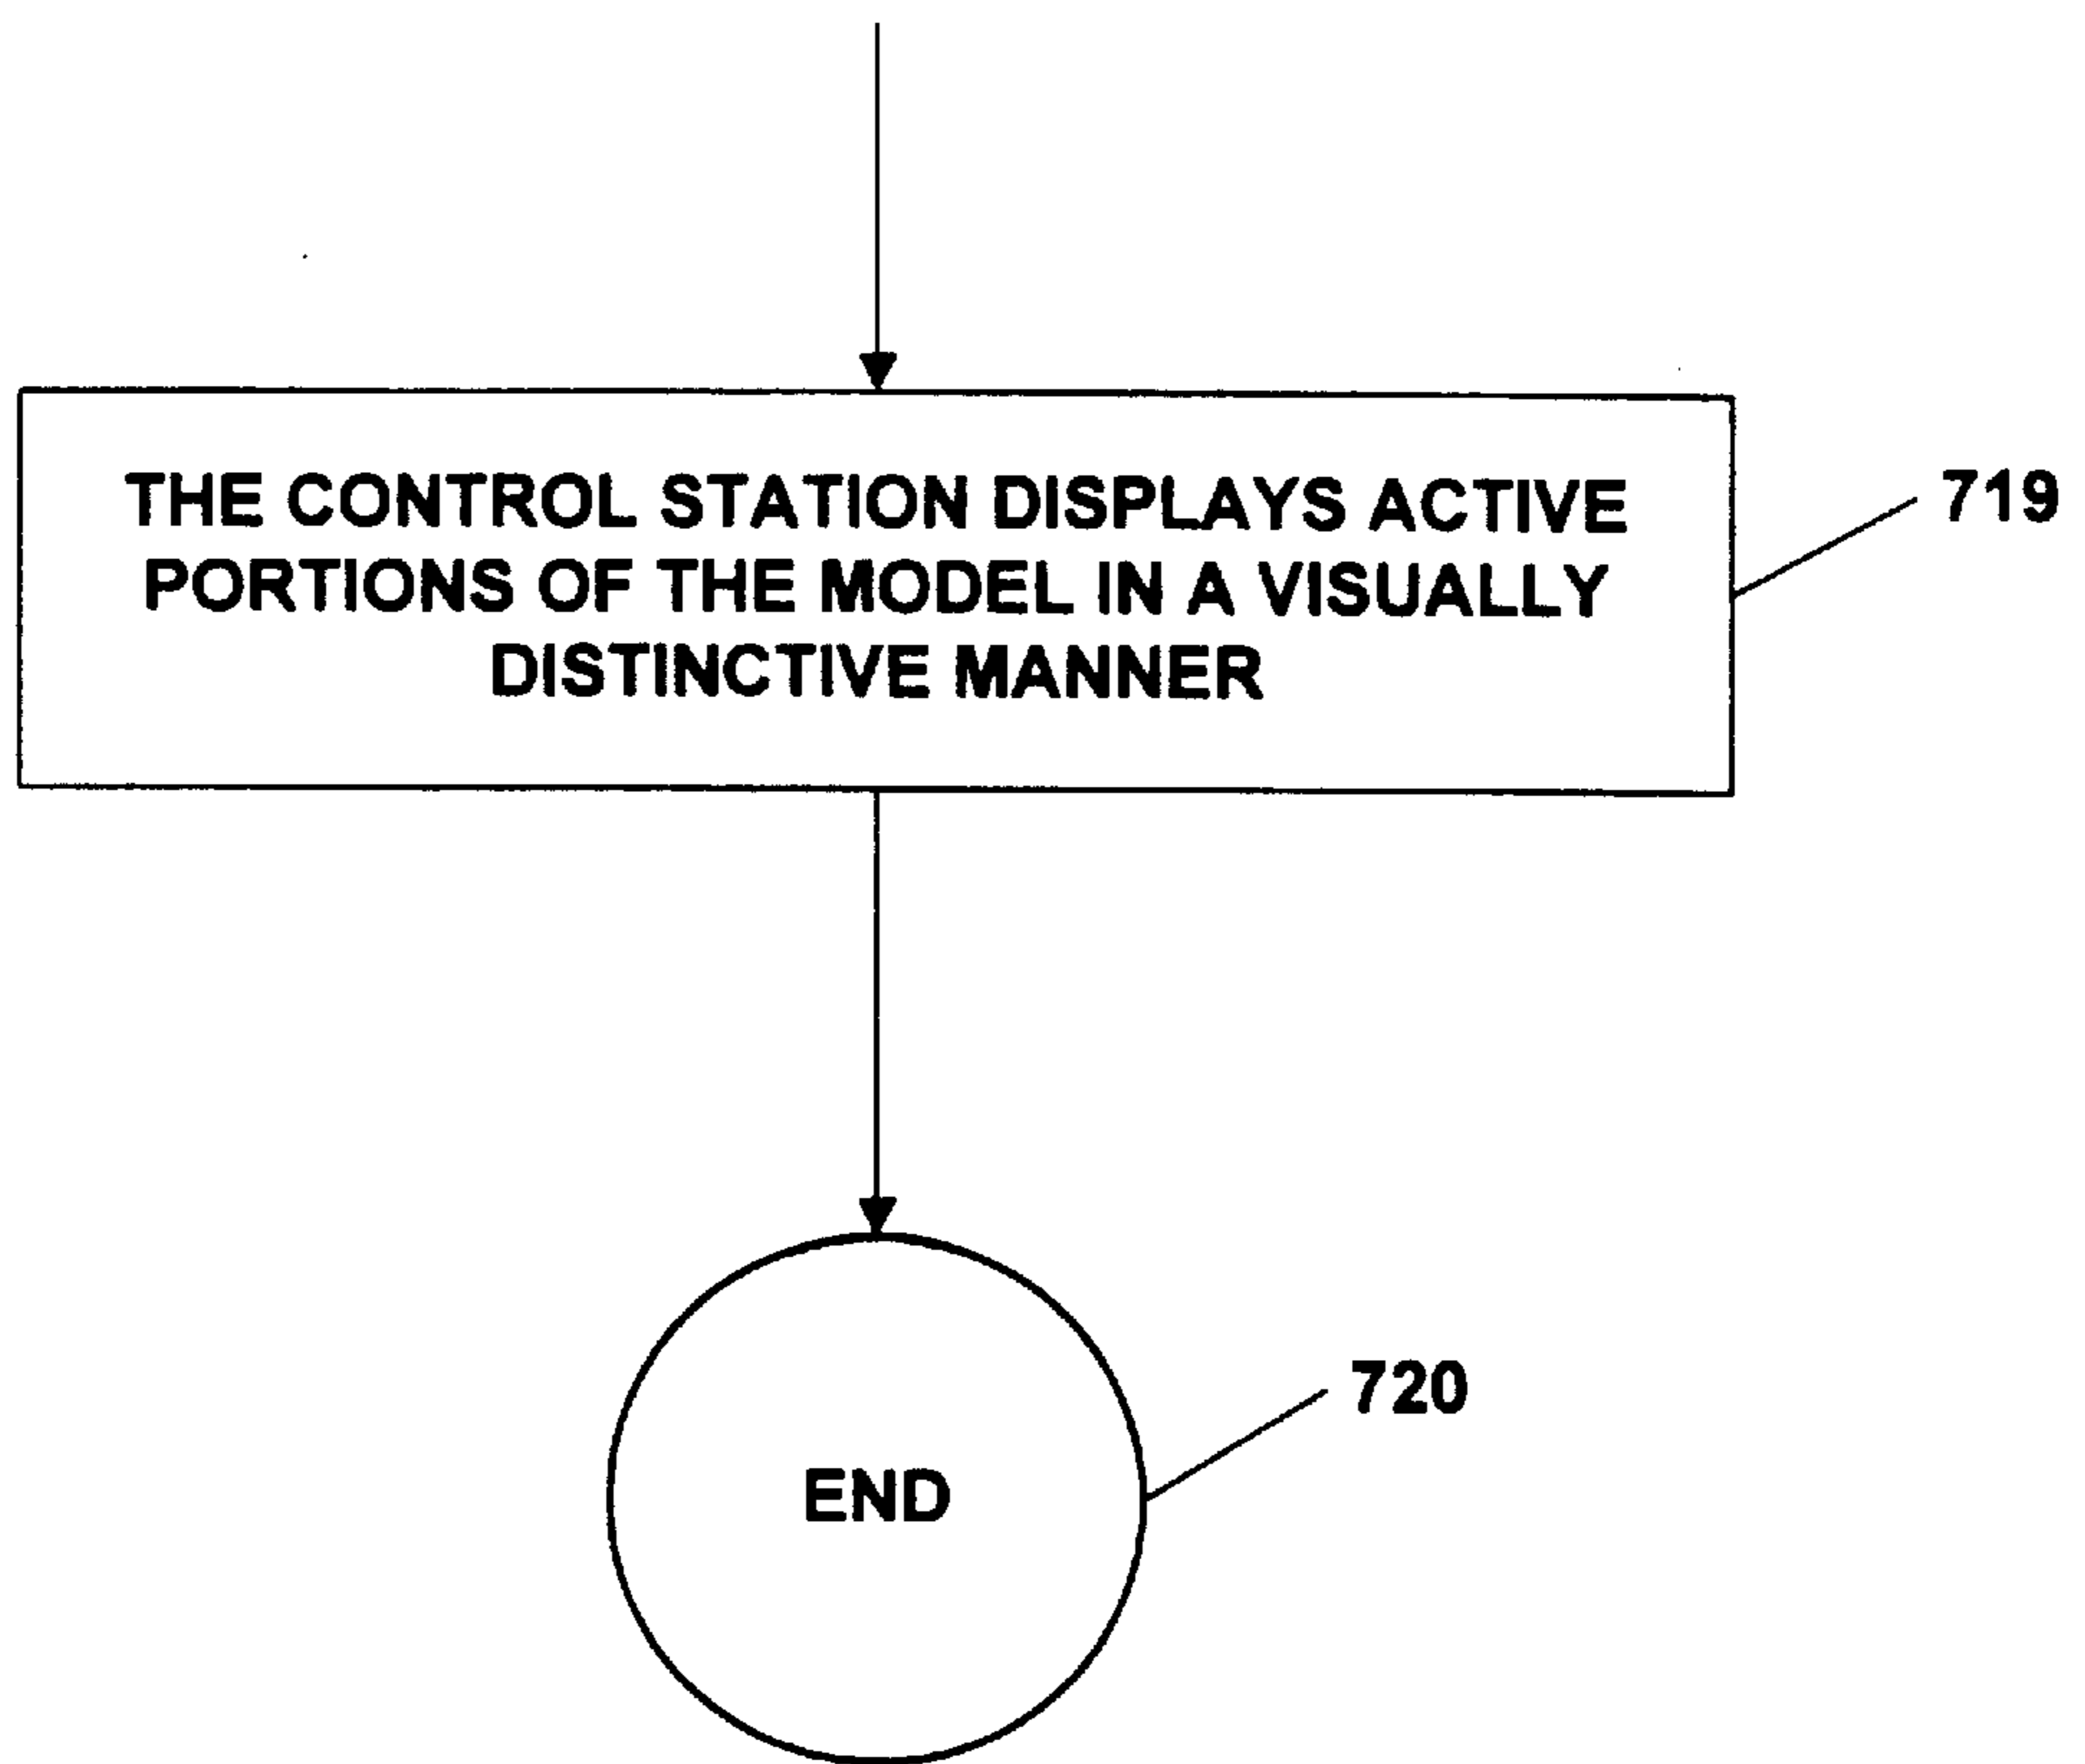 THE CONTROL STATION DISPLAYS ACTIVE
PORTIONS OF THE MODEL IN A VISUALLY
DISTINCTIVE MANNER
719
END
720